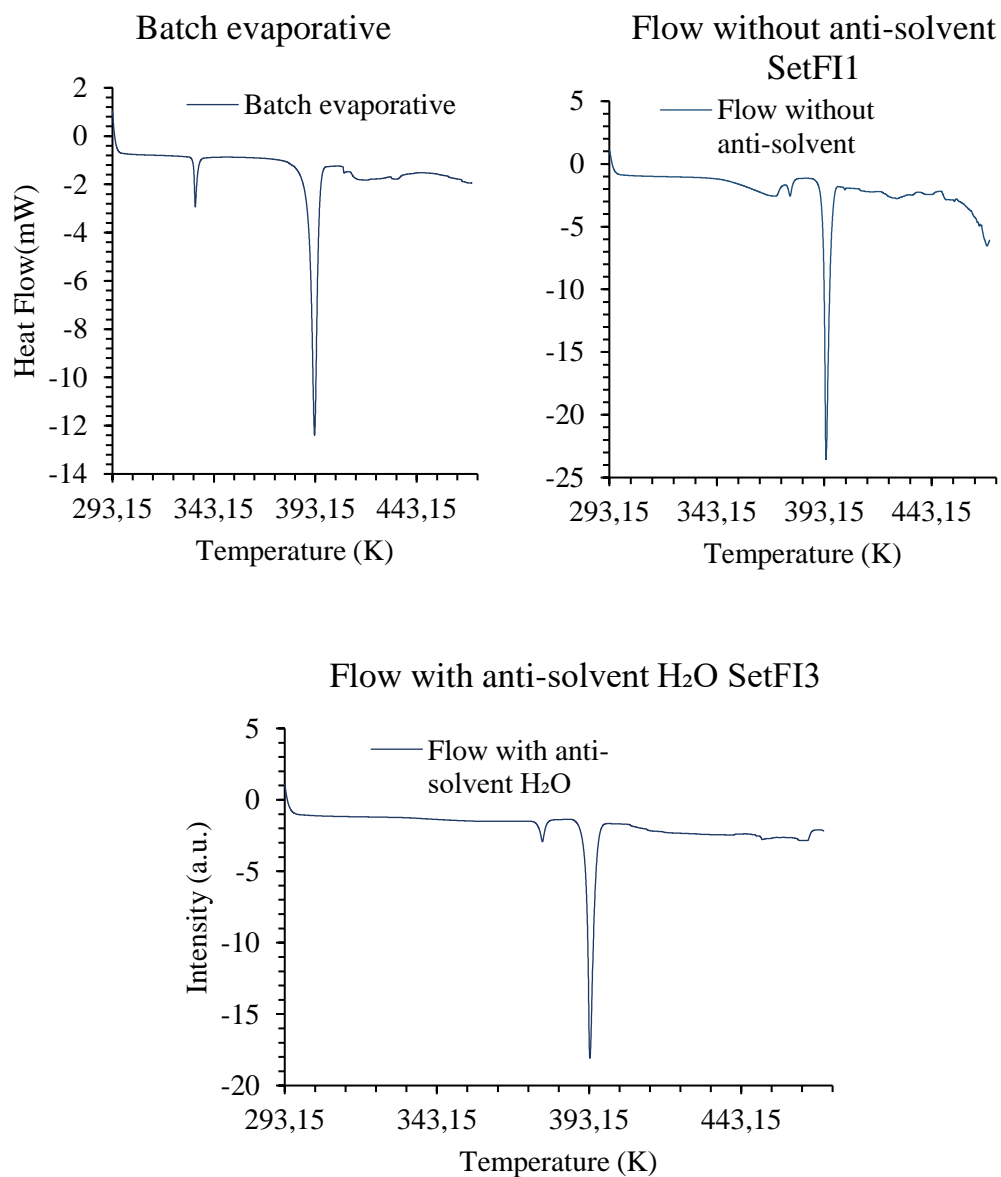 Batch evaporative
Batch evaporative
2
0
-2
-4
-6
-8
-10
-12
-14
293,15 343,15 393,15 443,15
Heat Flow(mW)
Temperature (K)
Flow without anti-solvent
SetFI1
Flow without
anti-solvent
5
0
-5
-10
-15
-20
-25
293,15 343,15 393,15 443,15
Temperature (K)
Flow with anti-solvent H₂O SetFI3
Flow with anti-
solvent H₂O
5
0
-5
-10
-15
-20
293,15 343,15 393,15 443,15
Intensity (a.u.)
Temperature (K)